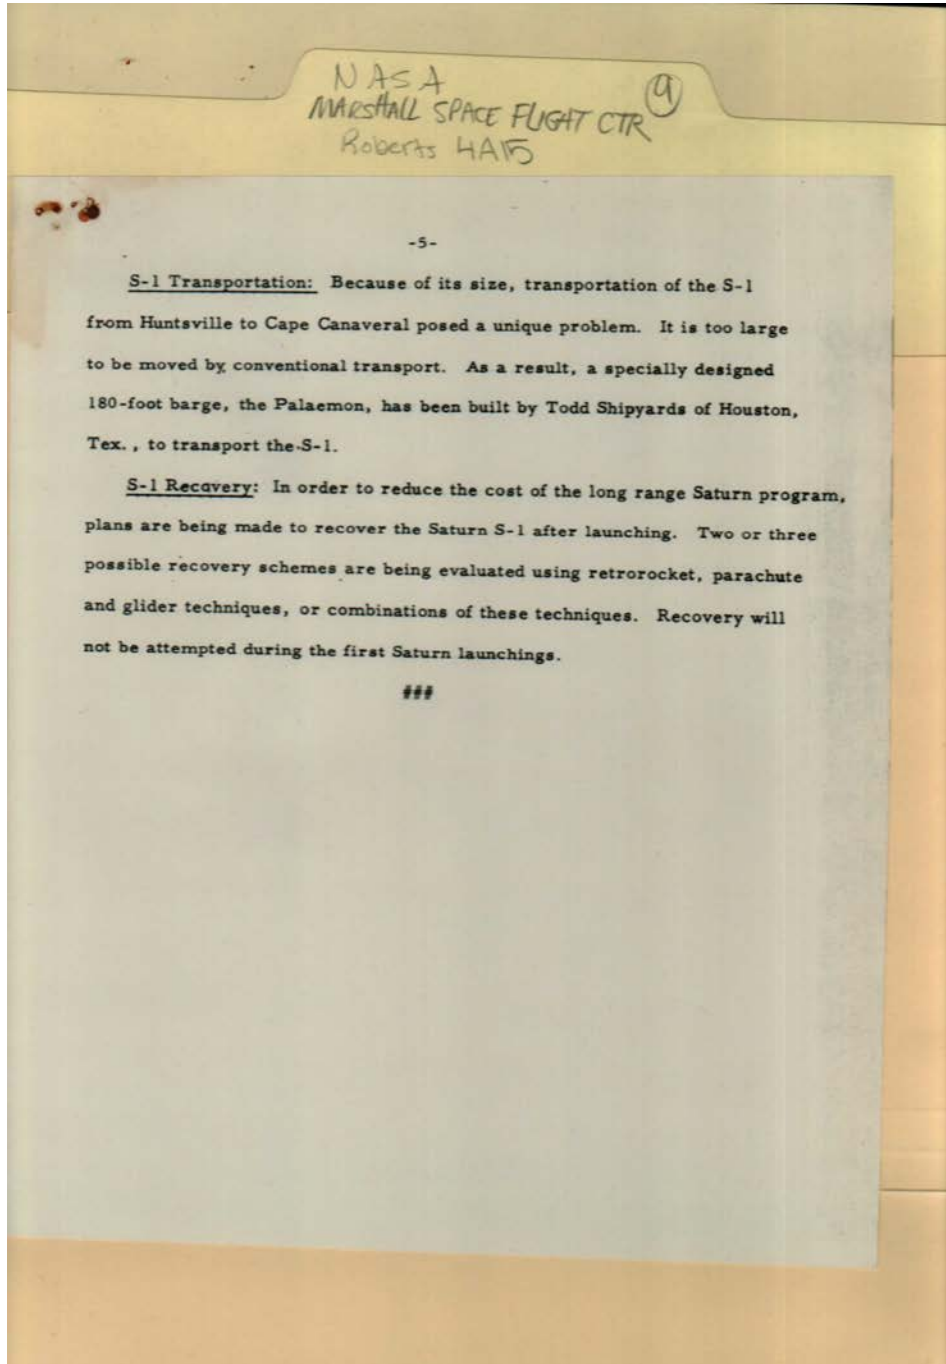 NASA
MARSHALL SPACE FLIGHT CTR 9
Roberts 4A15
-5-
S-1 Transportation: Because of its size, transportation of the S-1
from Huntsville to Cape Canaveral posed a unique problem. It is too large
to be moved by conventional transport. As a result, a specially designed
180-foot barge, the Palaemon, has been built by Todd Shipyards of Houston,
Tex., to transport the S-1.
S-1 Recovery: In order to reduce the cost of the long range Saturn program,
plans are being made to recover the Saturn S-1 after launching. Two or three
possible recovery schemes are being evaluated using retrorocket, parachute
and glider techniques, or combinations of these techniques. Recovery will
not be attempted during the first Saturn launchings.
###